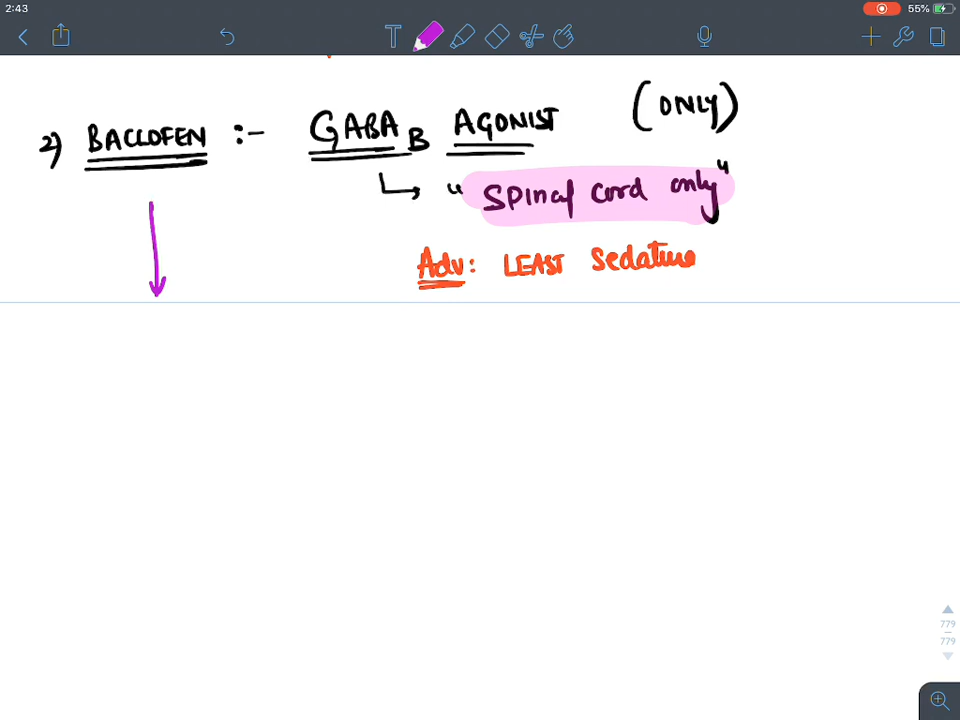 2:43
55%
T
2) BACLOFEN :- GABA B AGONIST (ONLY)
"Spinal cord only"
Adv: LEAST Sedative
779
779